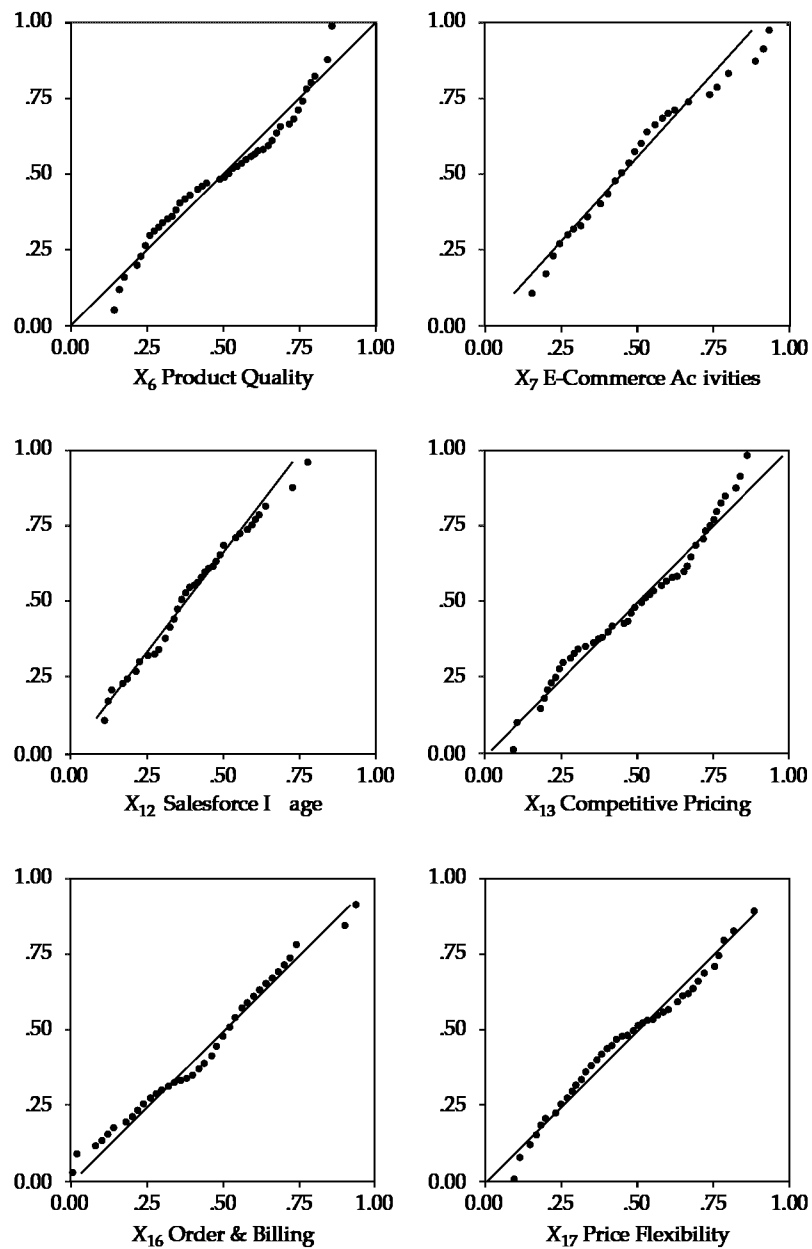 1.00
.75
.50
.25
0.00
0.00 .25 .50 .75 1.00
X6 Product Quality
1.00
.75
.50
.25
0.00
0.00 .25 .50 .75 1.00
X7 E-Commerce Ac ivities
1.00
.75
.50
.25
0.00
0.00 .25 .50 .75 1.00
X12 Salesforce I age
1.00
.75
.50
.25
0.00
0.00 .25 .50 .75 1.00
X13 Competitive Pricing
1.00
.75
.50
.25
0.00
0.00 .25 .50 .75 1.00
X16 Order & Billing
1.00
.75
.50
.25
0.00
0.00 .25 .50 .75 1.00
X17 Price Flexibility